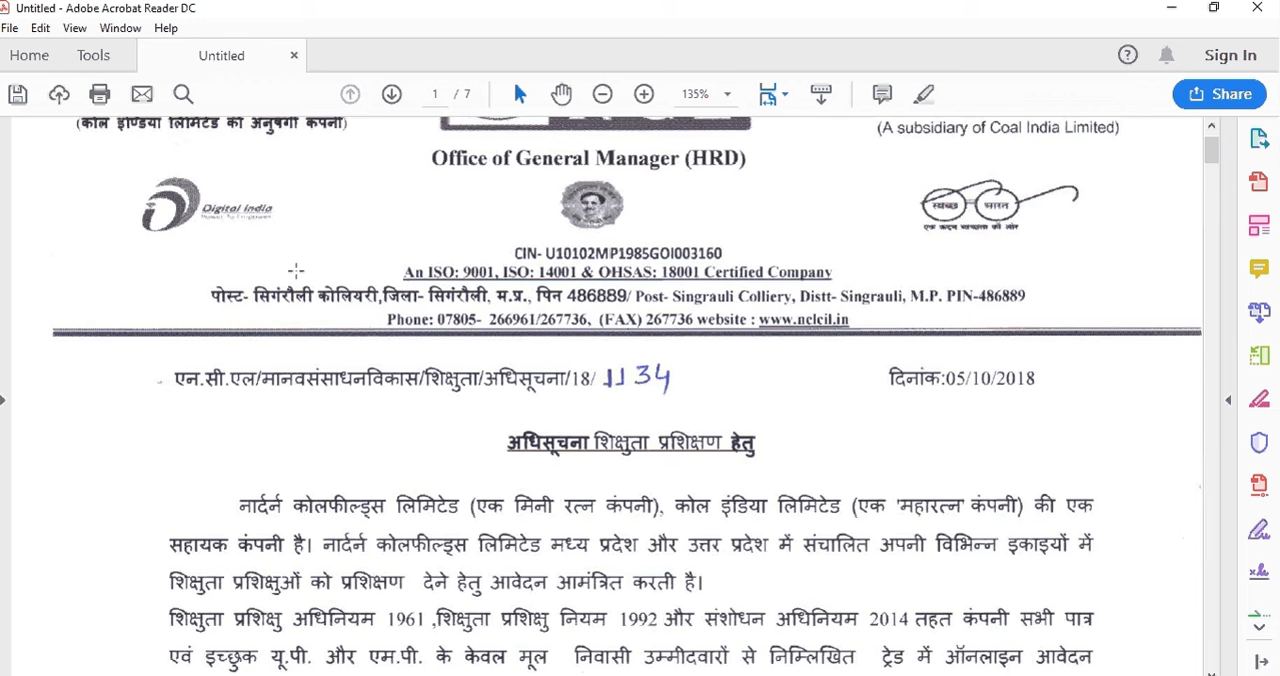 Untitled - Adobe Acrobat Reader DC
File Edit View Window Help
Home Tools Untitled × Sign In
1 / 7 135% Share
(कोल इण्डिया लिमिटेड की अनुषंगी कंपनी) (A subsidiary of Coal India Limited)
Office of General Manager (HRD)
Digital India
स्वच्छ भारत
CIN- U10102MP1985GOI003160
An ISO: 9001, ISO: 14001 & OHSAS: 18001 Certified Company
पोस्ट- सिगंरौली कोलियरी,जिला- सिगंरौली, म.प्र., पिन 486889/ Post- Singrauli Colliery, Distt- Singrauli, M.P. PIN-486889
Phone: 07805- 266961/267736, (FAX) 267736 website : www.nclcil.in
एन.सी.एल/मानवसंसाधनविकास/शिक्षुता/अधिसूचना/18/ 1134 दिनांक:05/10/2018
अधिसूचना शिक्षुता प्रशिक्षण हेतु
नार्दर्न कोलफील्ड्स लिमिटेड (एक मिनी रत्न कंपनी), कोल इंडिया लिमिटेड (एक 'महारत्न' कंपनी) की एक
सहायक कंपनी है। नार्दर्न कोलफील्ड्स लिमिटेड मध्य प्रदेश और उत्तर प्रदेश में संचालित अपनी विभिन्न इकाइयों में
शिक्षुता प्रशिक्षुओं को प्रशिक्षण देने हेतु आवेदन आमंत्रित करती है।
शिक्षुता प्रशिक्षु अधिनियम 1961 ,शिक्षुता प्रशिक्षु नियम 1992 और संशोधन अधिनियम 2014 तहत कंपनी सभी पात्र
एवं इच्छुक यू.पी. और एम.पी. के केवल मूल निवासी उम्मीदवारों से निम्लिखित ट्रेड में ऑनलाइन आवेदन